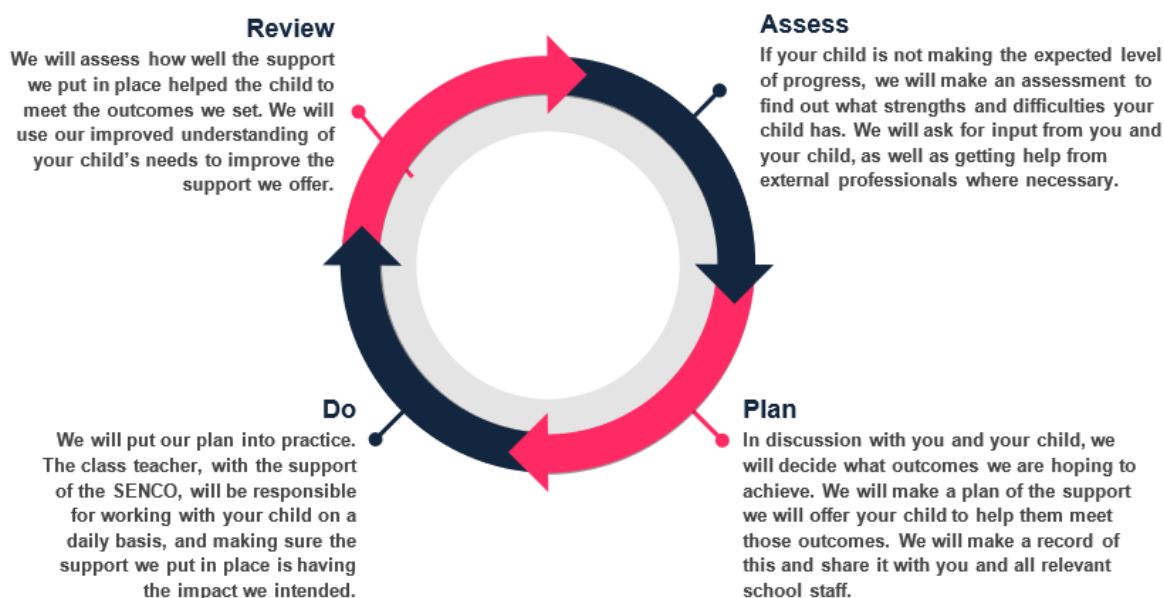 Review
We will assess how well the support
we put in place helped the child to
meet the outcomes we set. We will
use our improved understanding of
your child's needs to improve the
support we offer.
Assess
If your child is not making the expected level
of progress, we will make an assessment to
find out what strengths and difficulties your
child has. We will ask for input from you and
your child, as well as getting help from
external professionals where necessary.
Do
We will put our plan into practice.
The class teacher, with the support
of the SENCO, will be responsible
for working with your child on a
daily basis, and making sure the
support we put in place is having
the impact we intended.
Plan
In discussion with you and your child, we
will decide what outcomes we are hoping to
achieve. We will make a plan of the support
we will offer your child to help them meet
those outcomes. We will make a record of
this and share it with you and all relevant
school staff.